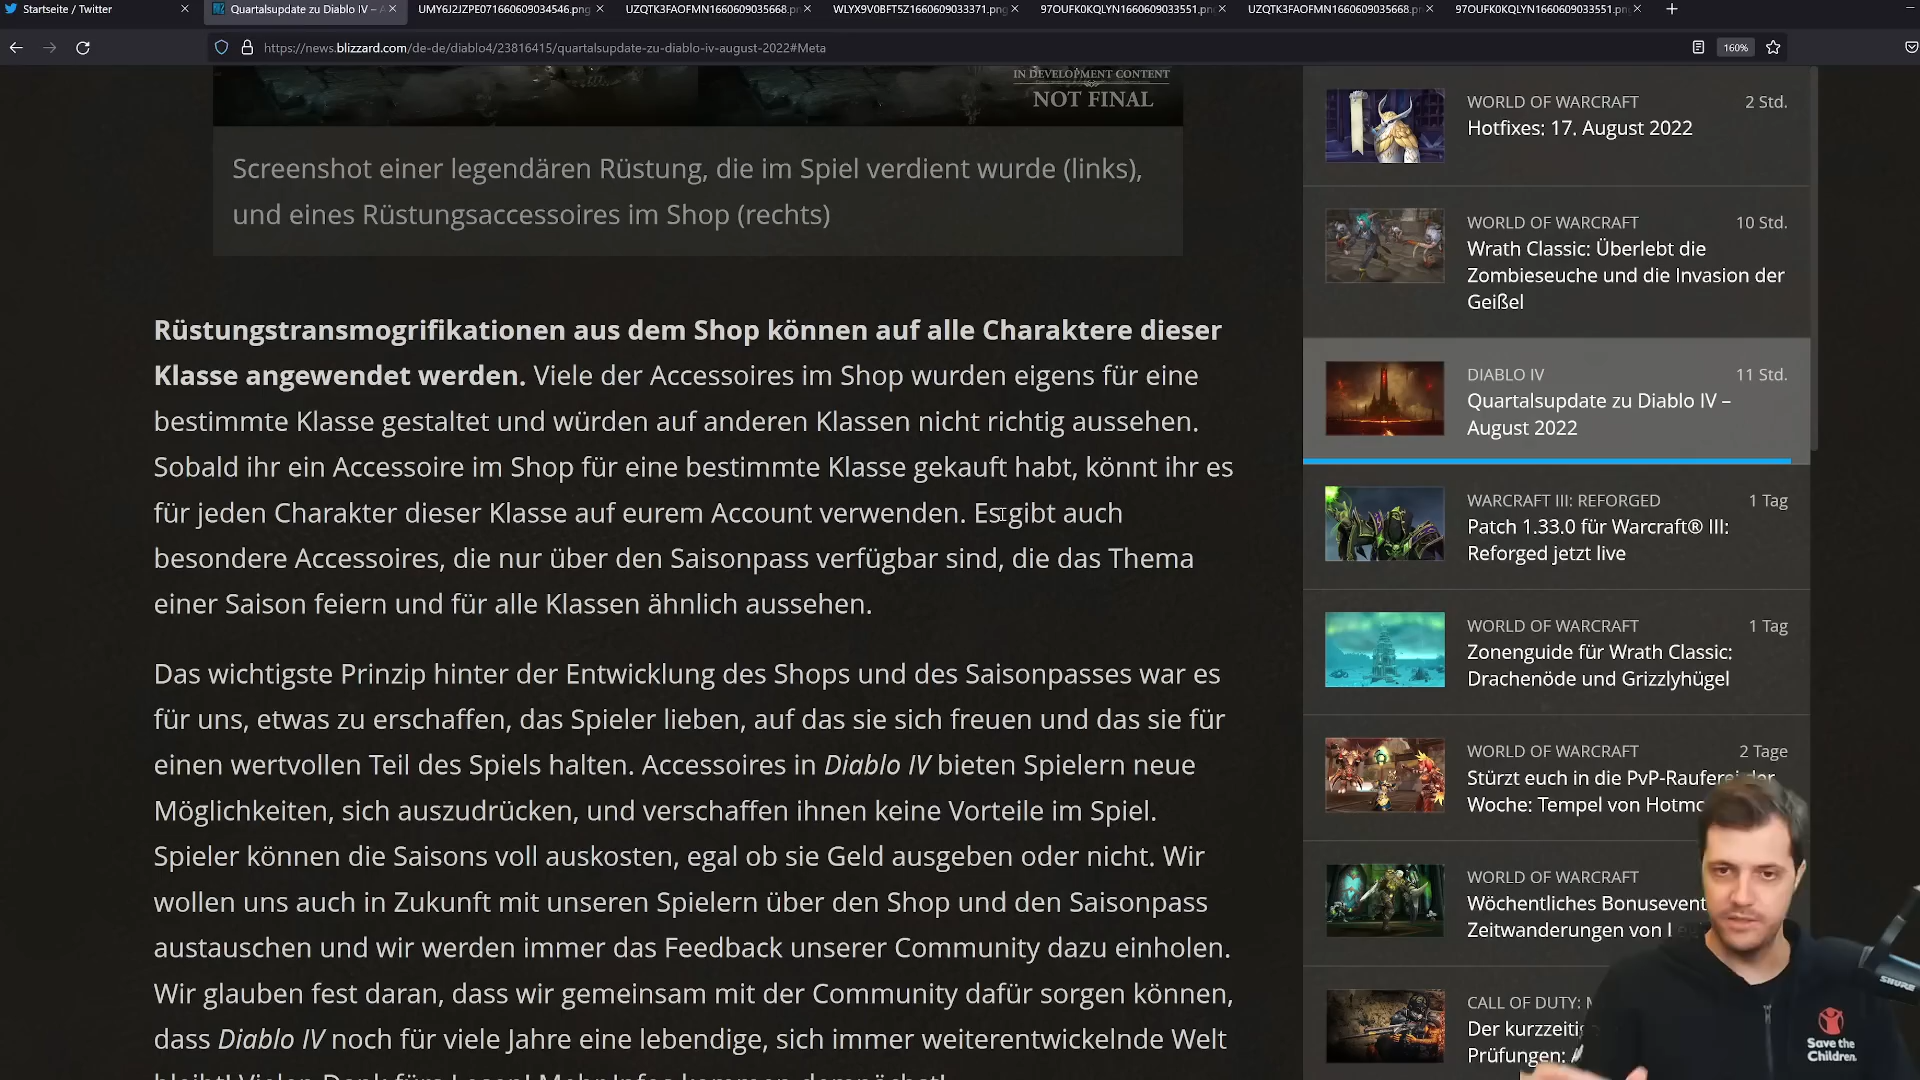 Startseite / Twitter
Quartalsupdate zu Diablo IV – A
UMY6J2JZPE071660609034546.png
UZQTK3FAOFMN1660609035668.pr
WLYX9V0BFT5Z1660609033371.png
97OUFK0KQLYN1660609033551.pr
UZQTK3FAOFMN1660609035668.pr
97OUFK0KQLYN1660609033551.pr
https://news.blizzard.com/de-de/diablo4/23816415/quartalsupdate-zu-diablo-iv-august-2022#Meta
160%
IN DEVELOPMENT CONTENT
NOT FINAL
Screenshot einer legendären Rüstung, die im Spiel verdient wurde (links),
und eines Rüstungsaccessoires im Shop (rechts)
Rüstungstransmogrifikationen aus dem Shop können auf alle Charaktere dieser
Klasse angewendet werden. Viele der Accessoires im Shop wurden eigens für eine
bestimmte Klasse gestaltet und würden auf anderen Klassen nicht richtig aussehen.
Sobald ihr ein Accessoire im Shop für eine bestimmte Klasse gekauft habt, könnt ihr es
für jeden Charakter dieser Klasse auf eurem Account verwenden. Es gibt auch
besondere Accessoires, die nur über den Saisonpass verfügbar sind, die das Thema
einer Saison feiern und für alle Klassen ähnlich aussehen.
Das wichtigste Prinzip hinter der Entwicklung des Shops und des Saisonpasses war es
für uns, etwas zu erschaffen, das Spieler lieben, auf das sie sich freuen und das sie für
einen wertvollen Teil des Spiels halten. Accessoires in Diablo IV bieten Spielern neue
Möglichkeiten, sich auszudrücken, und verschaffen ihnen keine Vorteile im Spiel.
Spieler können die Saisons voll auskosten, egal ob sie Geld ausgeben oder nicht. Wir
wollen uns auch in Zukunft mit unseren Spielern über den Shop und den Saisonpass
austauschen und wir werden immer das Feedback unserer Community dazu einholen.
Wir glauben fest daran, dass wir gemeinsam mit der Community dafür sorgen können,
dass Diablo IV noch für viele Jahre eine lebendige, sich immer weiterentwickelnde Welt
bleibt! Vielen Dank fürs Lesen! Mehr Infos kommen demnächst!
WORLD OF WARCRAFT 2 Std.
Hotfixes: 17. August 2022
WORLD OF WARCRAFT 10 Std.
Wrath Classic: Überlebt die
Zombieseuche und die Invasion der
Geißel
DIABLO IV 11 Std.
Quartalsupdate zu Diablo IV –
August 2022
WARCRAFT III: REFORGED 1 Tag
Patch 1.33.0 für Warcraft® III:
Reforged jetzt live
WORLD OF WARCRAFT 1 Tag
Zonenguide für Wrath Classic:
Drachenöde und Grizzlyhügel
WORLD OF WARCRAFT 2 Tage
Stürzt euch in die PvP-Rauferei der
Woche: Tempel von Hotmo
WORLD OF WARCRAFT
Wöchentliches Bonusevent
Zeitwanderungen von
CALL OF DUTY:
Der kurzzeitig
Prüfungen:
SHURE
Save the
Children.